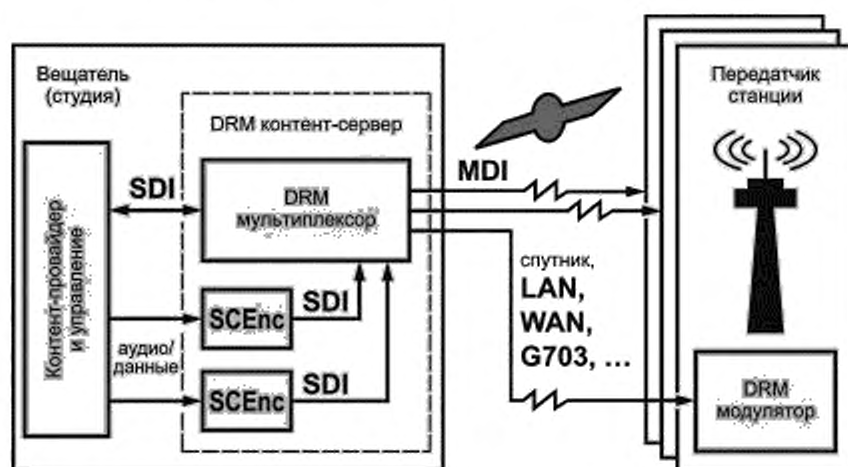 Вещатель
(студия)
DRM контент-сервер
Контент-провайдер
и управление
SDI
DRM
мультиплексор
SCEnc
SDI
аудио/
данные
SCEnc
SDI
MDI
спутник,
LAN,
WAN,
G703, ...
Передатчик
станции
DRM
модулятор